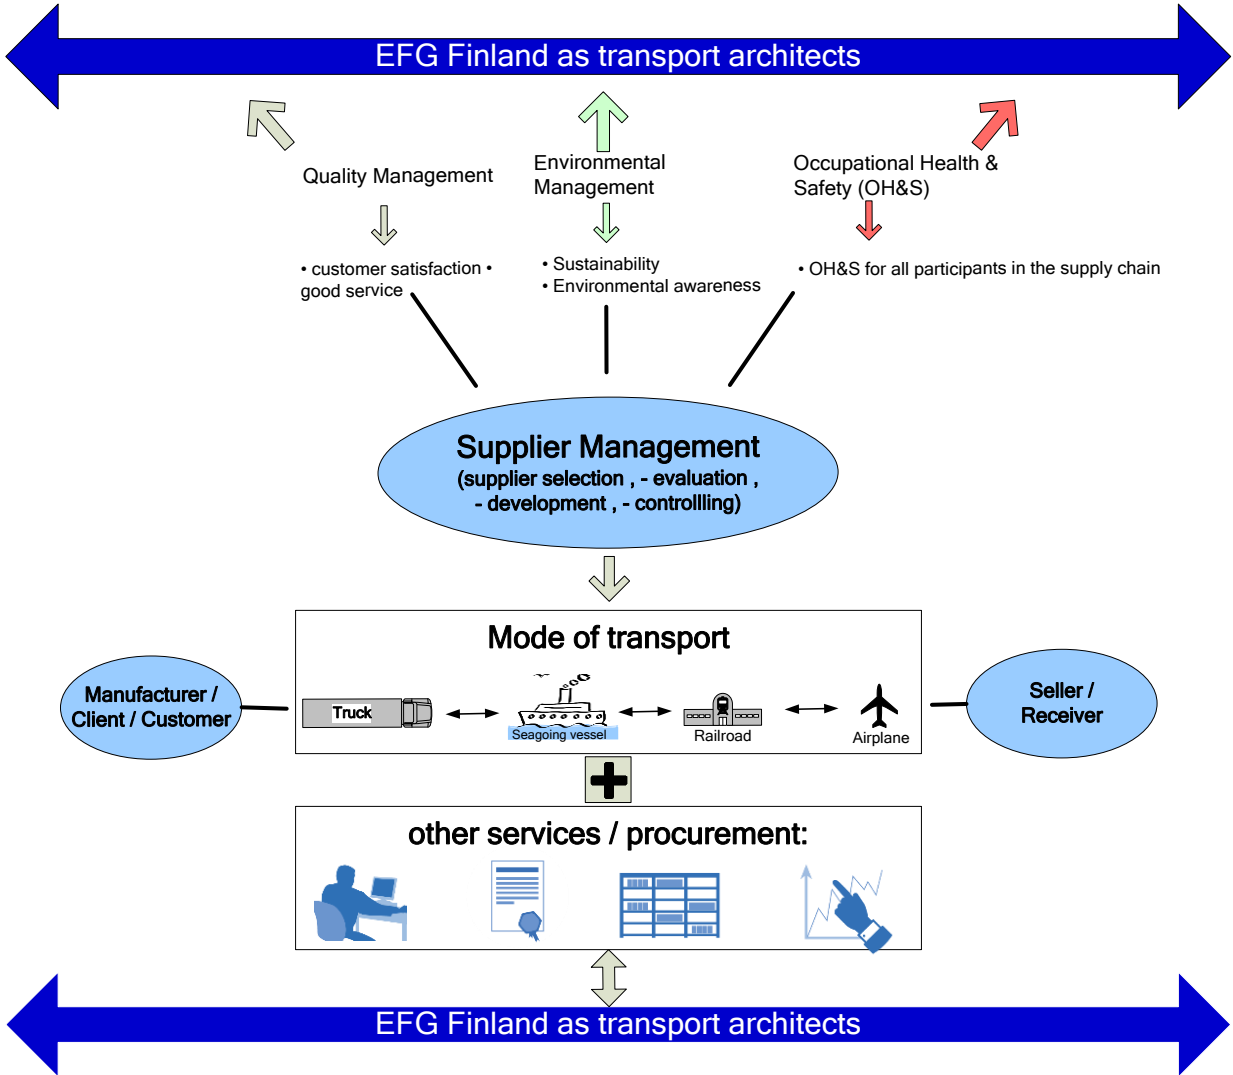 EFG Finland as transport architects
Quality Management
Environmental
Management
Occupational Health &
Safety (OH&S)
• customer satisfaction •
good service
• Sustainability
• Environmental awareness
• OH&S for all participants in the supply chain
Supplier Management
(supplier selection , - evaluation ,
- development , - controllling)
Mode of transport
Manufacturer /
Client / Customer
Truck
Seagoing vessel
Railroad
Airplane
Seller /
Receiver
other services / procurement:
EFG Finland as transport architects